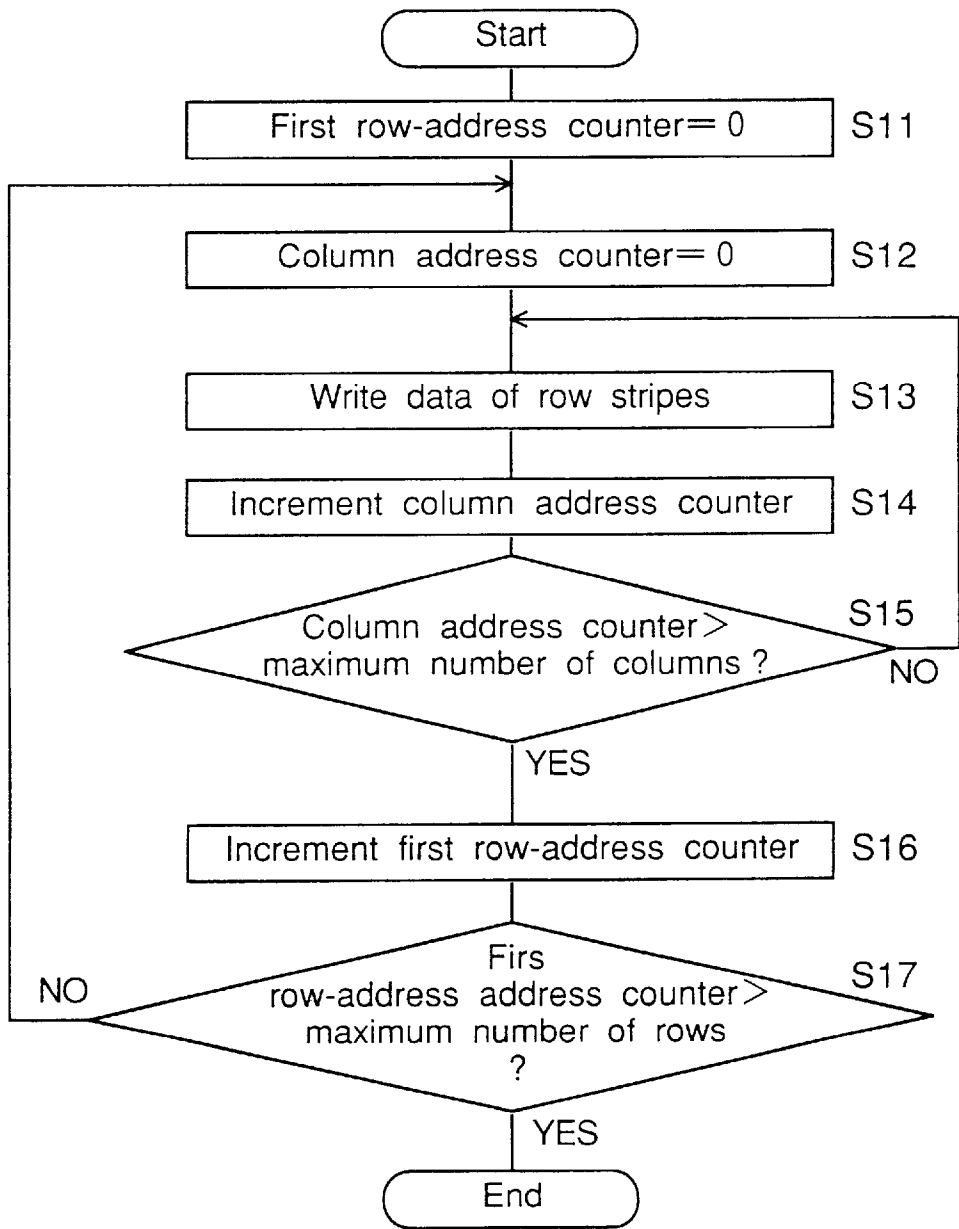 Start
First row-address counter＝0
S11
Column address counter＝0
S12
Write data of row stripes
S13
Increment column address counter
S14
Column address counter＞
maximum number of columns ?
S15
NO
YES
Increment first row-address counter
S16
Firs
row-address address counter＞
maximum number of rows
?
S17
NO
YES
End